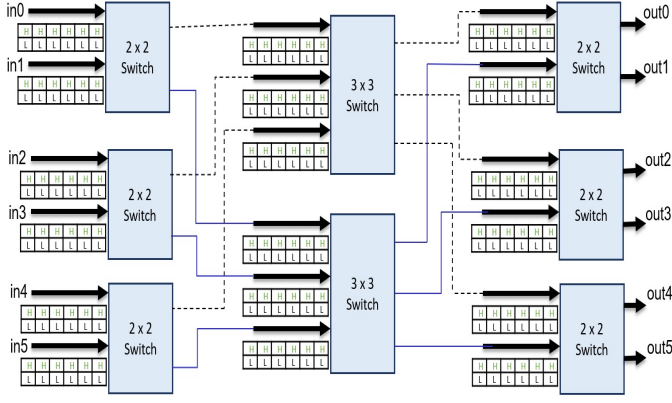 in0
H H H H H H
L L L L L L
in1
H H H H H H
L L L L L L
2 x 2
Switch
in2
H H H H H H
L L L L L L
in3
H H H H H H
L L L L L L
2 x 2
Switch
in4
H H H H H H
L L L L L L
in5
H H H H H H
L L L L L L
2 x 2
Switch
H H H H H H
L L L L L L
H H H H H H
L L L L L L
H H H H H H
L L L L L L
3 x 3
Switch
H H H H H H
L L L L L L
H H H H H H
L L L L L L
H H H H H H
L L L L L L
3 x 3
Switch
H H H H H H
L L L L L L
H H H H H H
L L L L L L
2 x 2
Switch
out0
out1
H H H H H H
L L L L L L
H H H H H H
L L L L L L
2 x 2
Switch
out2
out3
H H H H H H
L L L L L L
H H H H H H
L L L L L L
2 x 2
Switch
out4
out5